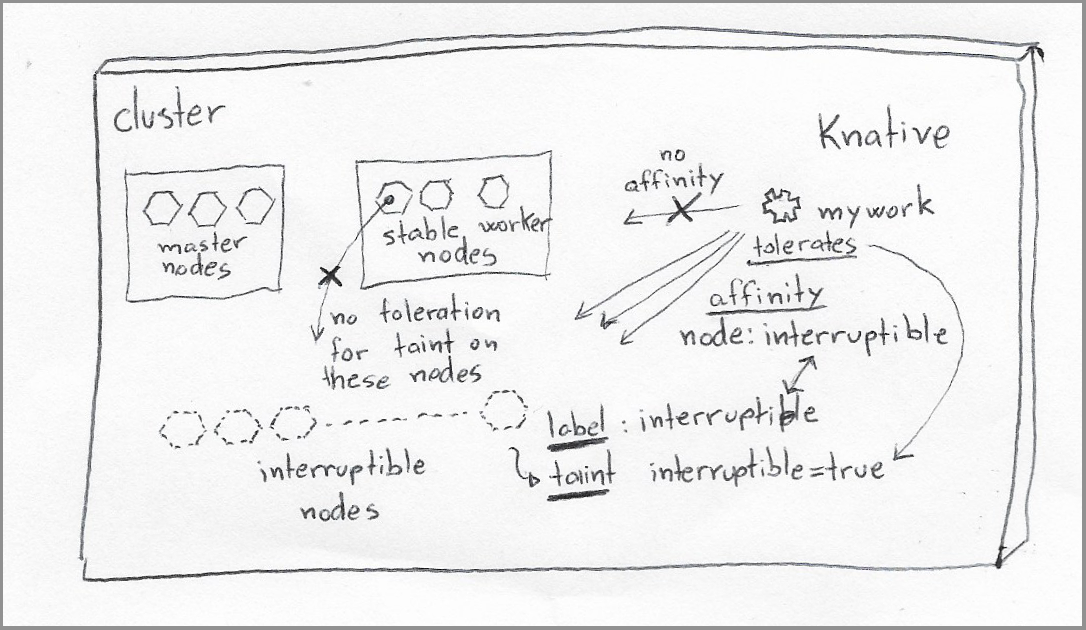 cluster
Knative
master
nodes
stable worker
nodes
no
affinity
mywork
tolerates
affinity
node: interruptible
no toleration
for taint on
these nodes
label : interruptible
taint interruptible=true
interruptible
nodes